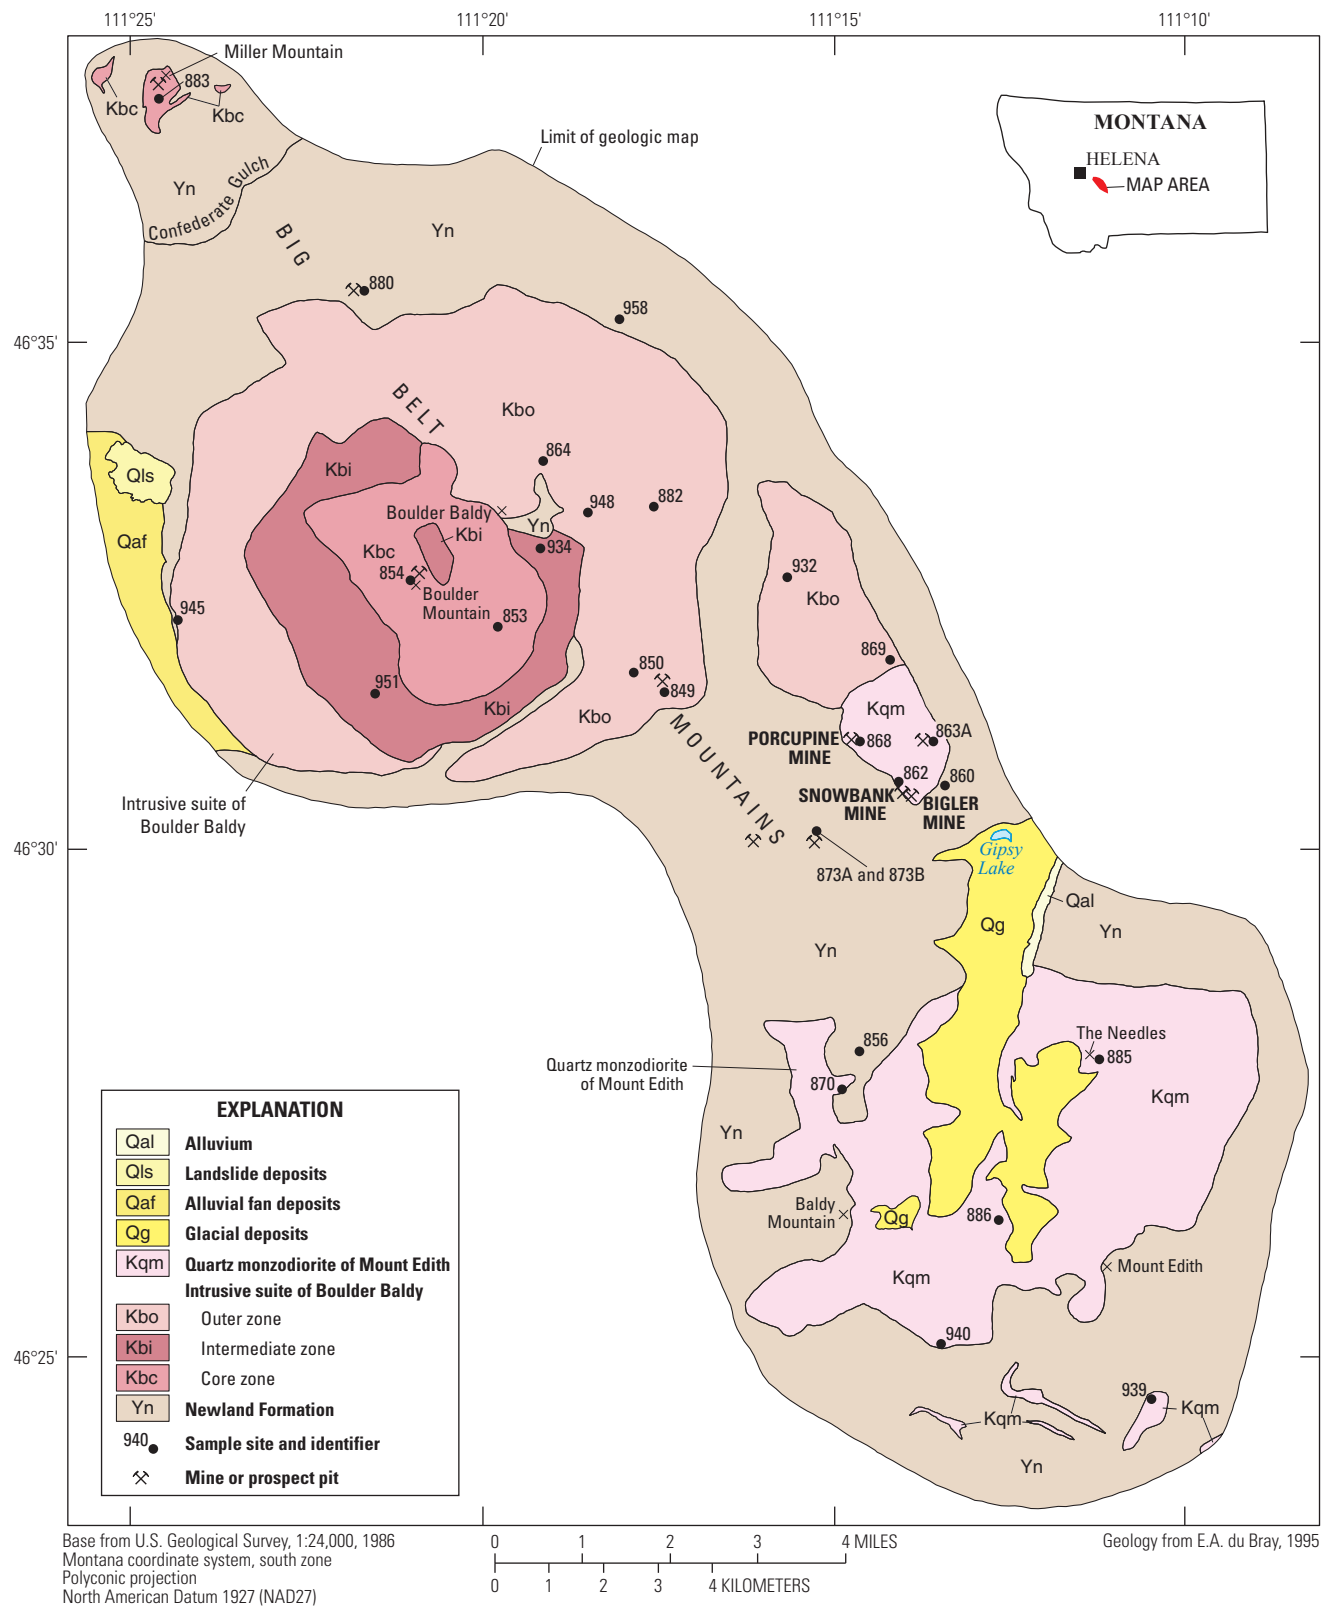 111°25'
111°20'
111°15'
111°10'
Miller Mountain
883
Kbc
Kbc
Limit of geologic map
MONTANA
HELENA
MAP AREA
Yn
Confederate Gulch
BIG
Yn
880
958
46°35'
BELT
Kbo
864
Kbi
Qls
948
882
Boulder Baldy
Yn
Kbi
Qaf
Kbc
934
854
932
Boulder
Mountain
Kbo
945
853
869
850
951
849
Kbi
Kbo
Kqm
MOUNTAINS
PORCUPINE
MINE
868
863A
862
860
SNOWBANK
MINE
BIGLER
MINE
Intrusive suite of
Boulder Baldy
46°30'
Gipsy
Lake
873A and 873B
Qal
Qg
Yn
Yn
The Needles
856
885
Quartz monzodiorite
of Mount Edith
870
Kqm
Yn
Baldy
Mountain
Qg
886
Mount Edith
Kqm
940
46°25'
939
Kqm
Kqm
Yn
EXPLANATION
Qal Alluvium
Qls Landslide deposits
Qaf Alluvial fan deposits
Qg Glacial deposits
Kqm Quartz monzodiorite of Mount Edith
Intrusive suite of Boulder Baldy
Kbo Outer zone
Kbi Intermediate zone
Kbc Core zone
Yn Newland Formation
940 Sample site and identifier
Mine or prospect pit
Base from U.S. Geological Survey, 1:24,000, 1986
Montana coordinate system, south zone
Polyconic projection
North American Datum 1927 (NAD27)
0 1 2 3 4 MILES
0 1 2 3 4 KILOMETERS
Geology from E.A. du Bray, 1995